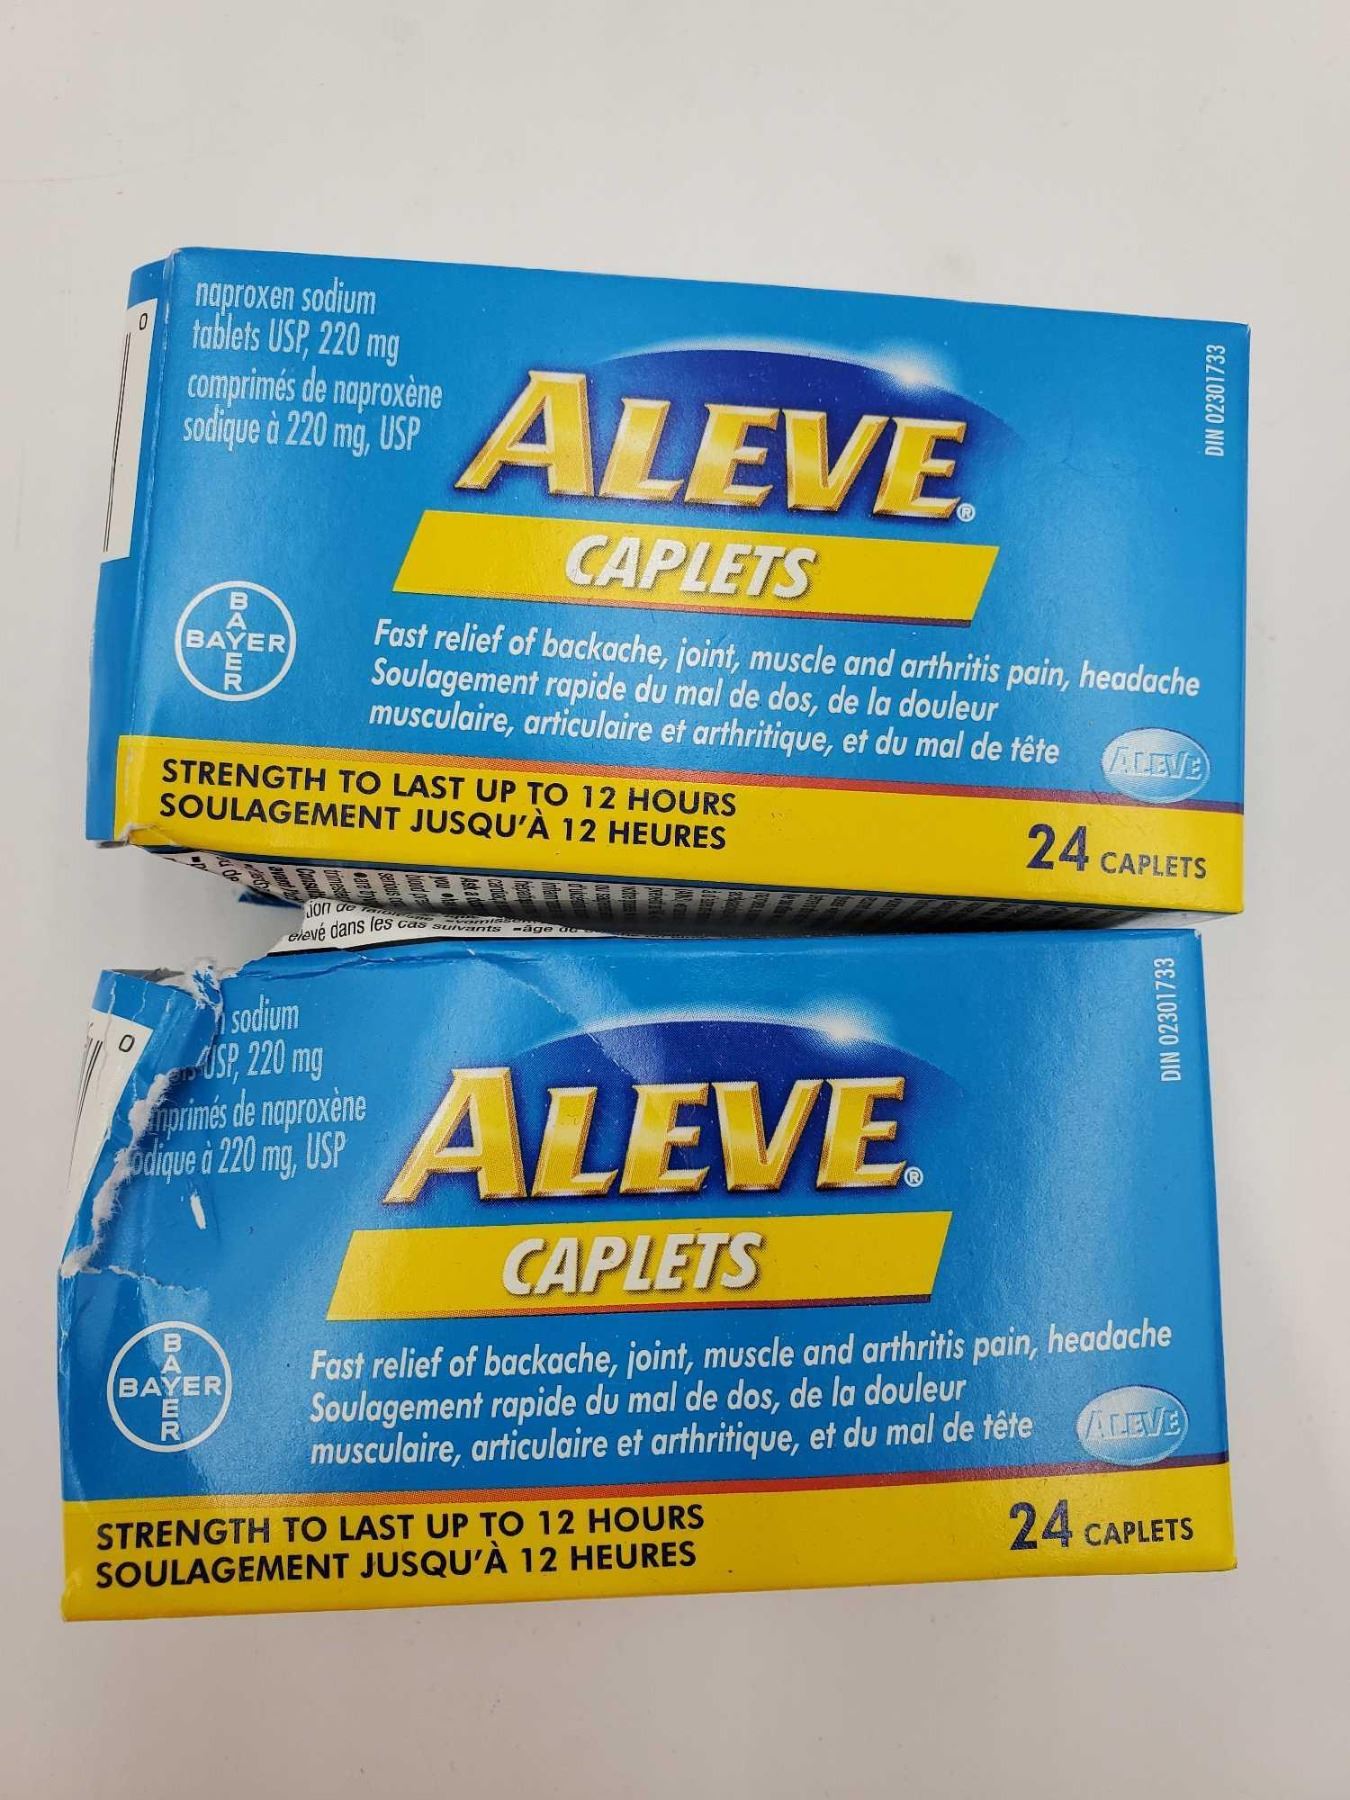 naproxen sodium
tablets USP, 220 mg
comprimés de naproxène
sodique à 220 mg, USP
0
DIN 02301733
ALEVE®
CAPLETS
BAYER
BAYER
Fast relief of backache, joint, muscle and arthritis pain, headache
Soulagement rapide du mal de dos, de la douleur
musculaire, articulaire et arthritique, et du mal de tête
ALEVE
STRENGTH TO LAST UP TO 12 HOURS
SOULAGEMENT JUSQU'À 12 HEURES
24 CAPLETS
élevé dans les cas suivants
sodium
USP, 220 mg
mprimés de naproxène
odique à 220 mg, USP
0
DIN 02301733
ALEVE®
CAPLETS
BAYER
BAYER
Fast relief of backache, joint, muscle and arthritis pain, headache
Soulagement rapide du mal de dos, de la douleur
musculaire, articulaire et arthritique, et du mal de tête
ALEVE
STRENGTH TO LAST UP TO 12 HOURS
SOULAGEMENT JUSQU'À 12 HEURES
24 CAPLETS